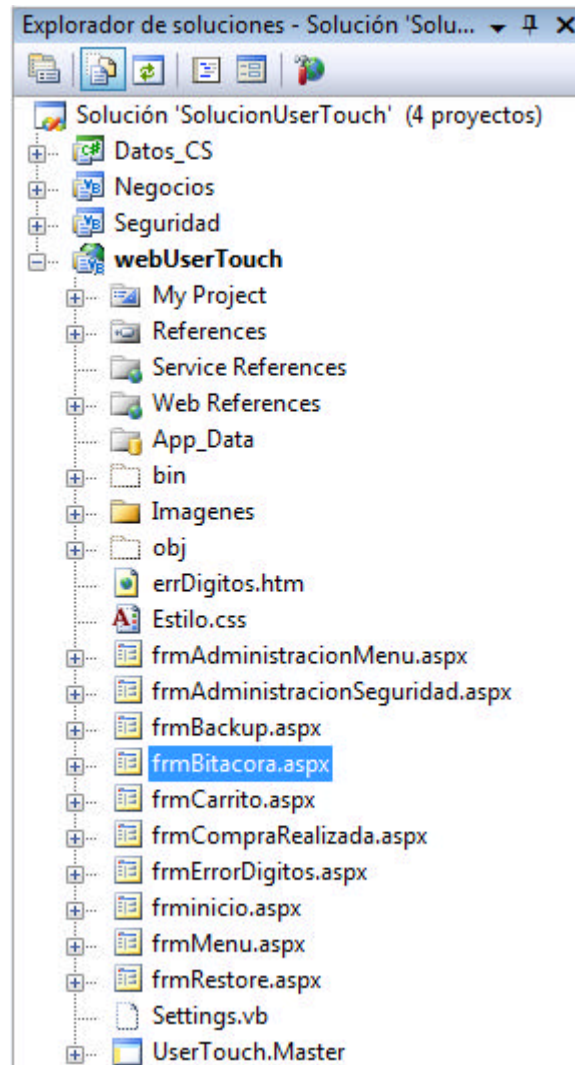 Explorador de soluciones - Solución 'Solu...
Solución 'SolucionUserTouch' (4 proyectos)
Datos_CS
Negocios
Seguridad
webUserTouch
My Project
References
Service References
Web References
App_Data
bin
Imagenes
obj
errDigitos.htm
Estilo.css
frmAdministracionMenu.aspx
frmAdministracionSeguridad.aspx
frmBackup.aspx
frmBitacora.aspx
frmCarrito.aspx
frmCompraRealizada.aspx
frmErrorDigitos.aspx
frminicio.aspx
frmMenu.aspx
frmRestore.aspx
Settings.vb
UserTouch.Master